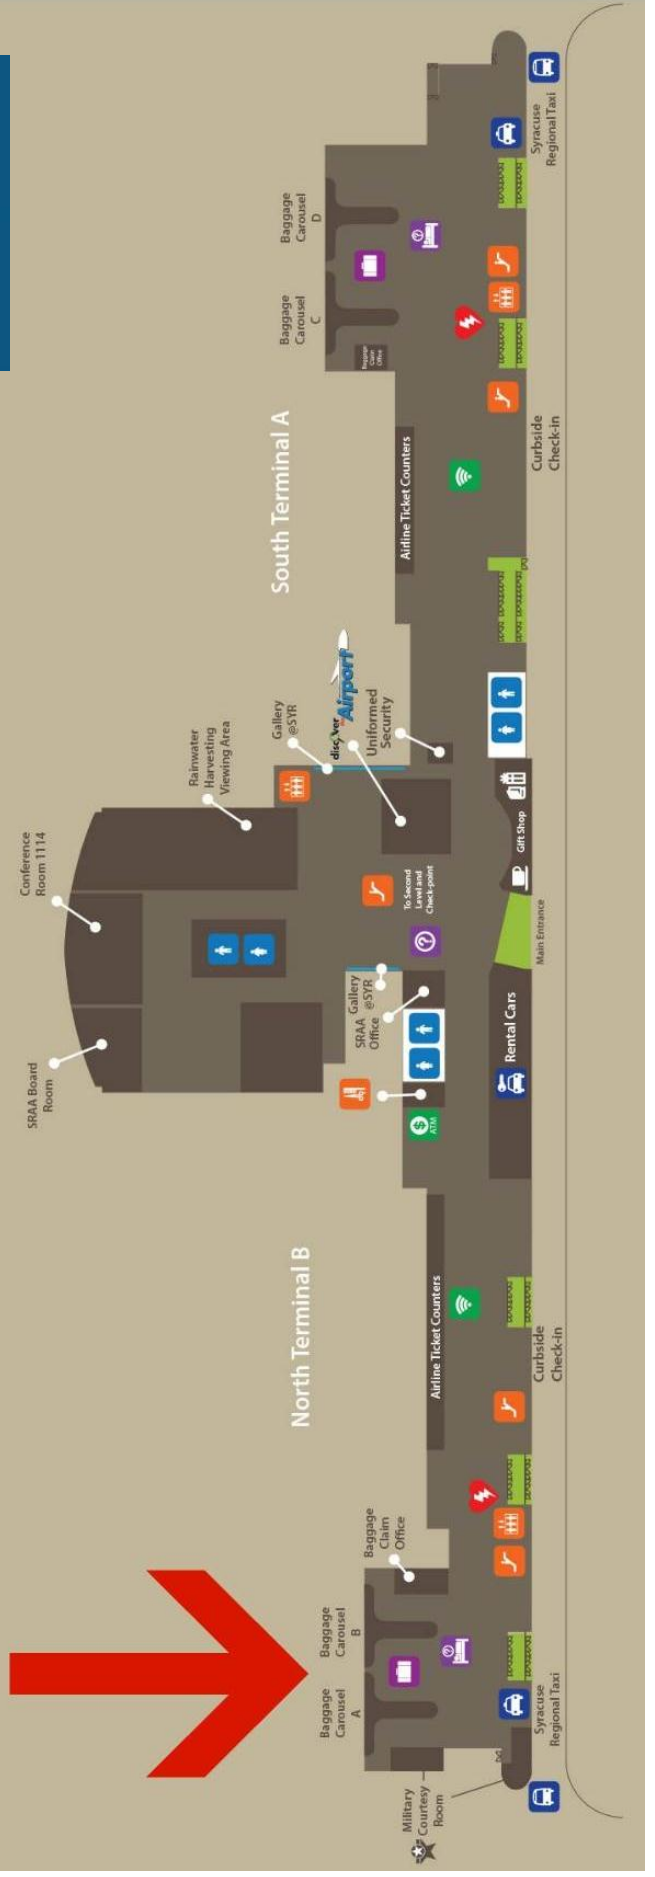 Syracuse
Regional Taxi
Baggage
Carousel
D
Baggage
Carousel
C
Baggage
Claim
Office
Curbside
Check-in
Airline Ticket Counters
South Terminal A
discover
Airport
Uniformed
Security
Gallery
@SYR
Rainwater
Harvesting
Viewing Area
Conference
Room 1114
Gift Shop
To Second
Level and
Check-point
Main Entrance
Gallery
@SYR
SRAA
Office
Rental Cars
SRAA Board
Room
ATM
North Terminal B
Airline Ticket Counters
Curbside
Check-in
Baggage
Claim
Office
Baggage
Carousel
B
Baggage
Carousel
A
Syracuse
Regional Taxi
Military
Courtesy
Room